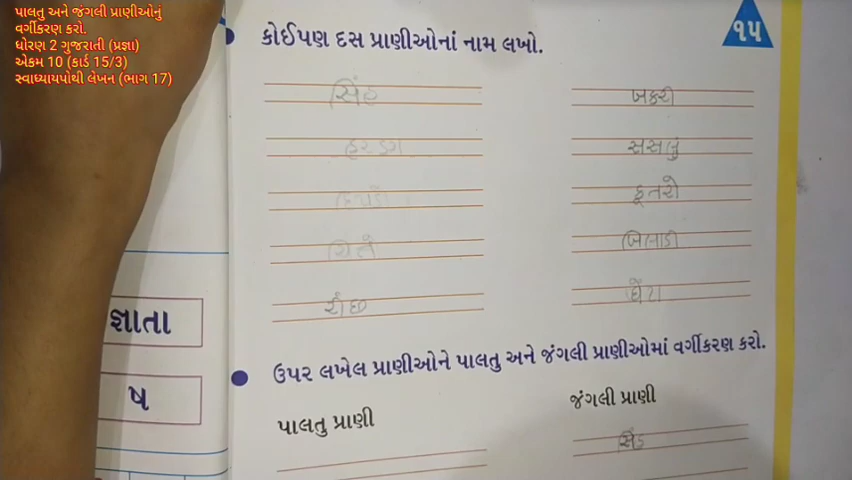 પાલતુ અને જંગલી પ્રાણીઓનું
વર્ગીકરણ કરો.
ધોરણ 2 ગુજરાતી (પ્રજ્ઞા)
એકમ 10 (કાર્ડ 15/3)
સ્વાધ્યાયપોથી લેખન (ભાગ 17)
૧૫
કોઈપણ દસ પ્રાણીઓનાં નામ લખો.
સિંહ
બકરી
સસલું
કૂતરો
બિલાડી
રીંછ
ઘેટા
જ્ઞાતા
ષ
ઉપર લખેલ પ્રાણીઓને પાલતુ અને જંગલી પ્રાણીઓમાં વર્ગીકરણ કરો.
પાલતુ પ્રાણી
જંગલી પ્રાણી